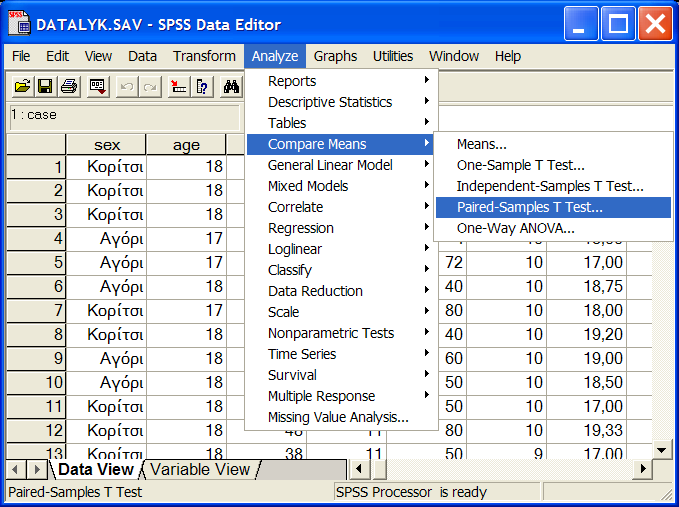 DATALYK.SAV - SPSS Data Editor
File Edit View Data Transform Analyze Graphs Utilities Window Help
1 : case
Reports
Descriptive Statistics
Tables
Compare Means
General Linear Model
Mixed Models
Correlate
Regression
Loglinear
Classify
Data Reduction
Scale
Nonparametric Tests
Time Series
Survival
Multiple Response
Missing Value Analysis...
Means...
One-Sample T Test...
Independent-Samples T Test...
Paired-Samples T Test...
One-Way ANOVA...
sex age
1 Κορίτσι 18
2 Κορίτσι 18
3 Κορίτσι 18
4 Αγόρι 17
5 Αγόρι 17 72 10 17,00
6 Αγόρι 18 40 10 18,75
7 Κορίτσι 17 80 10 18,00
8 Κορίτσι 18 40 10 19,20
9 Αγόρι 18 60 10 19,00
10 Αγόρι 18 50 10 18,50
11 Κορίτσι 18 50 10 17,00
12 Κορίτσι 18 11 80 10 19,33
13 Κορίτσι 18 38 11 50 9 17,00
Data View Variable View
Paired-Samples T Test SPSS Processor is ready